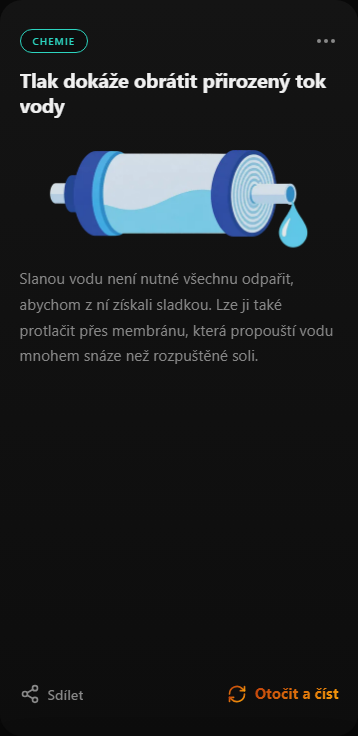 CHEMIE
Tlak dokáže obrátit přirozený tok
vody
Slanou vodu není nutné všechnu odpařit,
abychom z ní získali sladkou. Lze ji také
protlačit přes membránu, která propouští vodu
mnohem snáze než rozpuštěné soli.
Sdílet
Otočit a číst